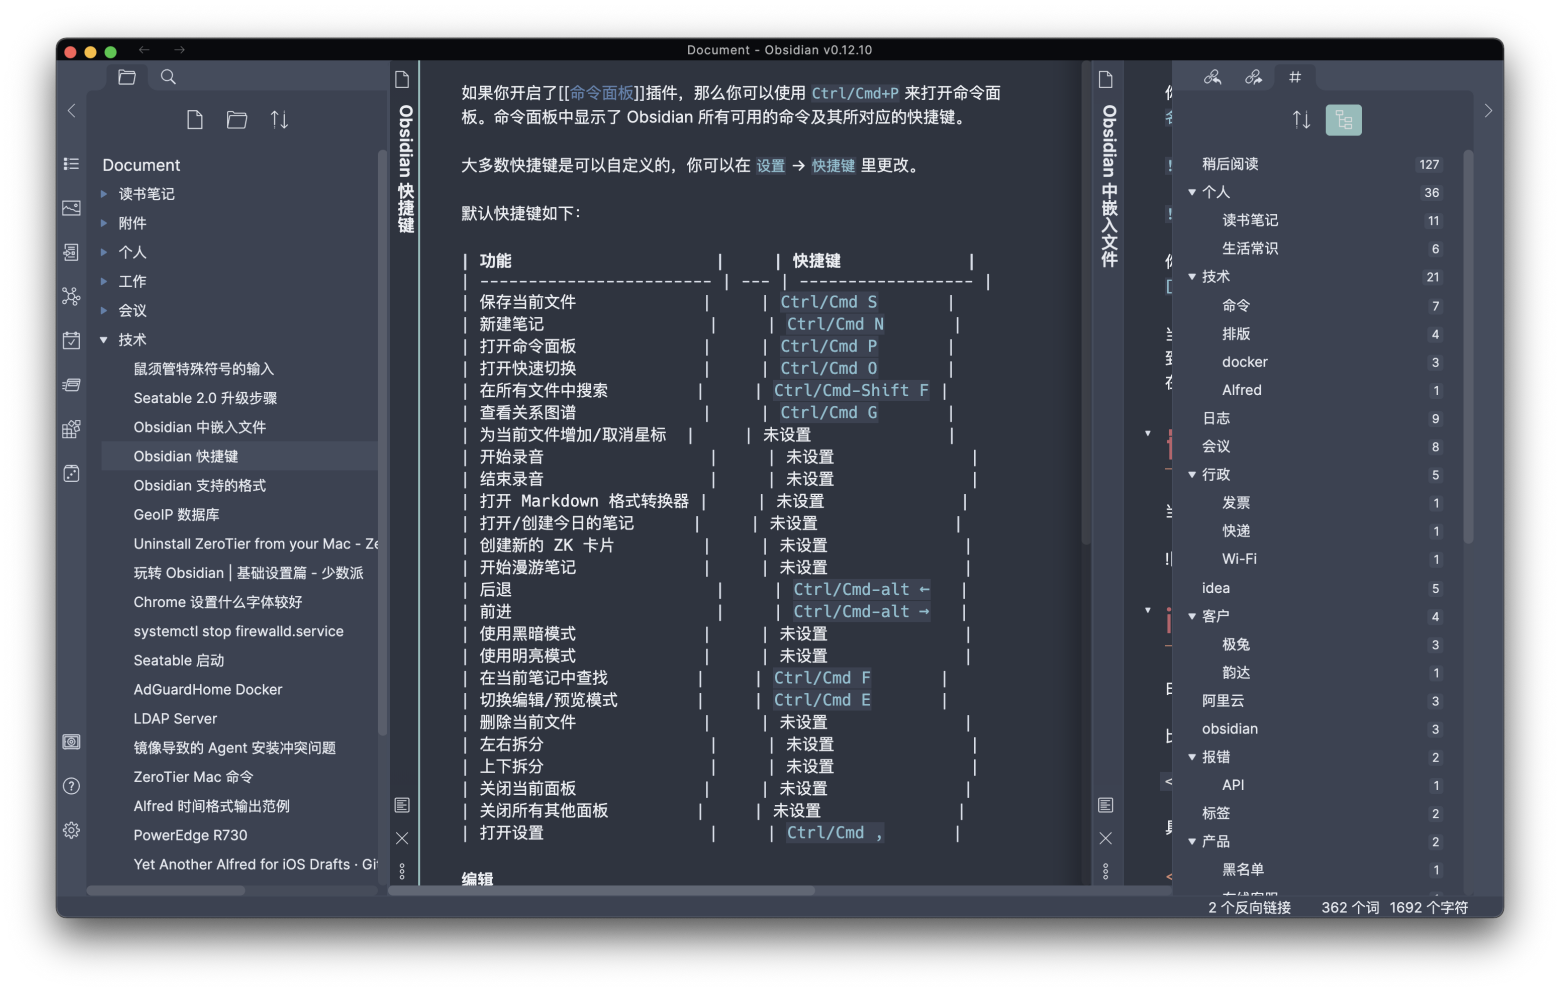 Document - Obsidian v0.12.10
Document
读书笔记
附件
个人
工作
会议
技术
鼠须管特殊符号的输入
Seatable 2.0 升级步骤
Obsidian 中嵌入文件
Obsidian 快捷键
Obsidian 支持的格式
GeoIP 数据库
Uninstall ZeroTier from your Mac - Ze
玩转 Obsidian | 基础设置篇 - 少数派
Chrome 设置什么字体较好
systemctl stop firewalld.service
Seatable 启动
AdGuardHome Docker
LDAP Server
镜像导致的 Agent 安装冲突问题
ZeroTier Mac 命令
Alfred 时间格式输出范例
PowerEdge R730
Yet Another Alfred for iOS Drafts · Gi
Obsidian 快捷键
如果你开启了[[命令面板]]插件，那么你可以使用 Ctrl/Cmd+P 来打开命令面
板。命令面板中显示了 Obsidian 所有可用的命令及其所对应的快捷键。
大多数快捷键是可以自定义的，你可以在 设置 → 快捷键 里更改。
默认快捷键如下：
| 功能 | | 快捷键 |
| ------------------------ | --- | ------------------ |
| 保存当前文件 | | Ctrl/Cmd S |
| 新建笔记 | | Ctrl/Cmd N |
| 打开命令面板 | | Ctrl/Cmd P |
| 打开快速切换 | | Ctrl/Cmd O |
| 在所有文件中搜索 | | Ctrl/Cmd-Shift F |
| 查看关系图谱 | | Ctrl/Cmd G |
| 为当前文件增加/取消星标 | | 未设置 |
| 开始录音 | | 未设置 |
| 结束录音 | | 未设置 |
| 打开 Markdown 格式转换器 | | 未设置 |
| 打开/创建今日的笔记 | | 未设置 |
| 创建新的 ZK 卡片 | | 未设置 |
| 开始漫游笔记 | | 未设置 |
| 后退 | | Ctrl/Cmd-alt ← |
| 前进 | | Ctrl/Cmd-alt → |
| 使用黑暗模式 | | 未设置 |
| 使用明亮模式 | | 未设置 |
| 在当前笔记中查找 | | Ctrl/Cmd F |
| 切换编辑/预览模式 | | Ctrl/Cmd E |
| 删除当前文件 | | 未设置 |
| 左右拆分 | | 未设置 |
| 上下拆分 | | 未设置 |
| 关闭当前面板 | | 未设置 |
| 关闭所有其他面板 | | 未设置 |
| 打开设置 | | Ctrl/Cmd , |
编辑
Obsidian 中嵌入文件
稍后阅读 127
个人 36
读书笔记 11
生活常识 6
技术 21
命令 7
排版 4
docker 3
Alfred 1
日志 9
会议 8
行政 5
发票 1
快递 1
Wi-Fi 1
idea 5
客户 4
极兔 3
韵达 1
阿里云 3
obsidian 3
报错 2
API 1
标签 2
产品 2
黑名单 1
2 个反向链接 362 个词 1692 个字符